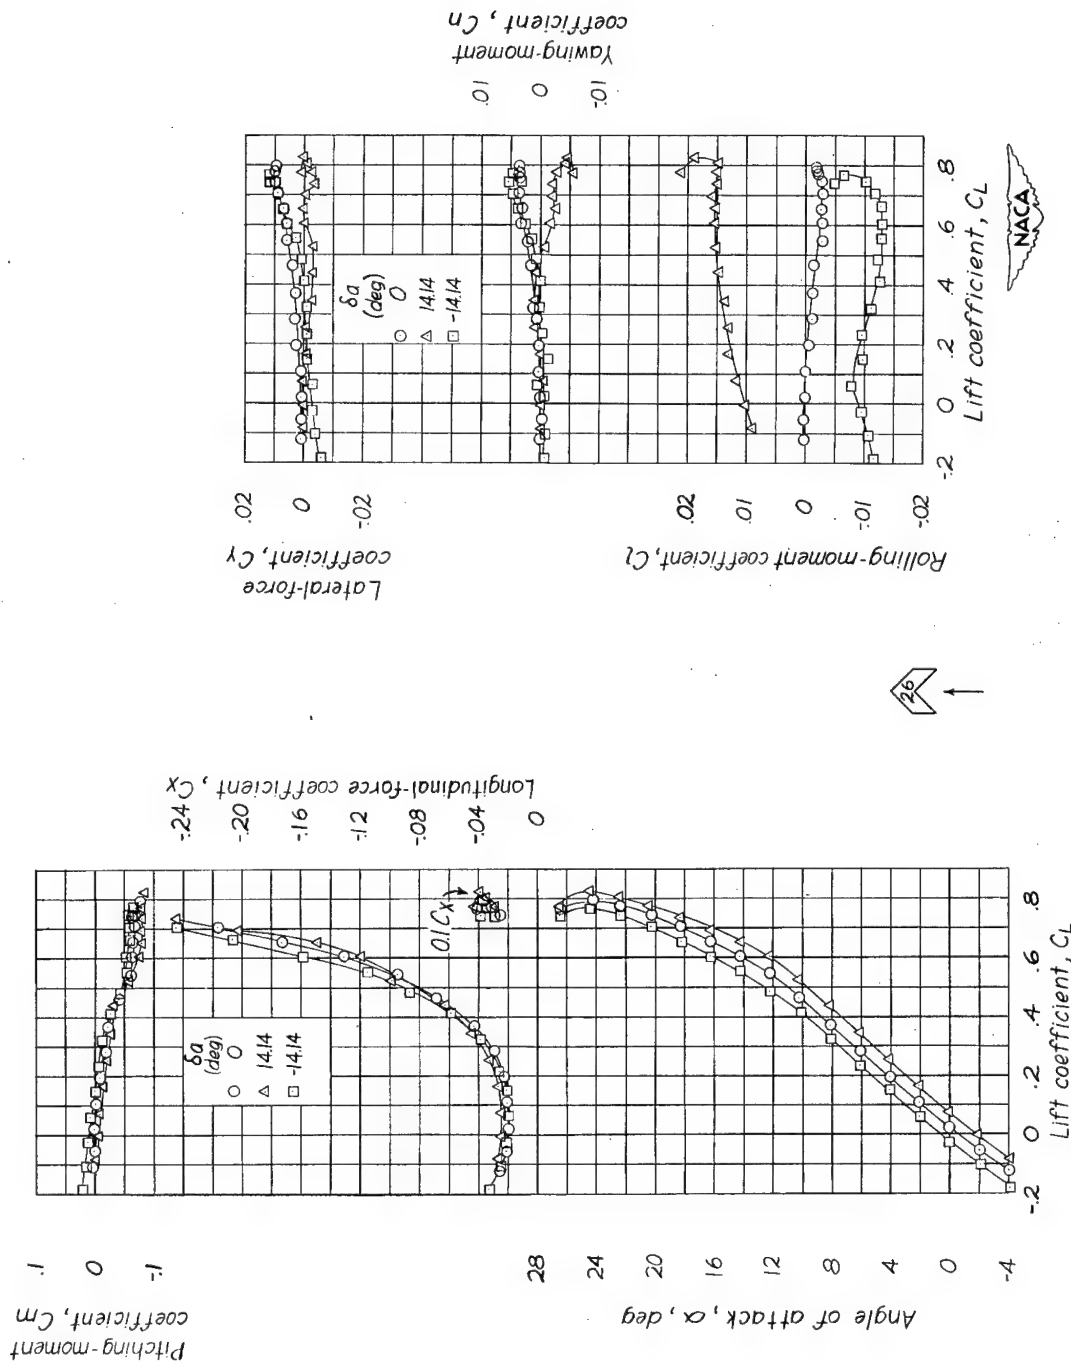 Pitching-moment
coefficient, Cm
.1
0
-.1
Longitudinal-force coefficient, Cx
-.24
-.20
-.16
-.12
-.08
-.04
0
δa
(deg)
0
14.14
-14.14
0.1Cx
Angle of attack, α, deg
28
24
20
16
12
8
4
0
-4
-.2 0 .2 .4 .6 .8
Lift coefficient, CL
26
Lateral-force
coefficient, CY
.02
0
-.02
δa
(deg)
0
14.14
-14.14
Yawing-moment
coefficient, Cn
.01
0
-.01
Rolling-moment coefficient, Cl
.02
.01
0
-.01
-.02
-.2 0 .2 .4 .6 .8
Lift coefficient, CL
NACA